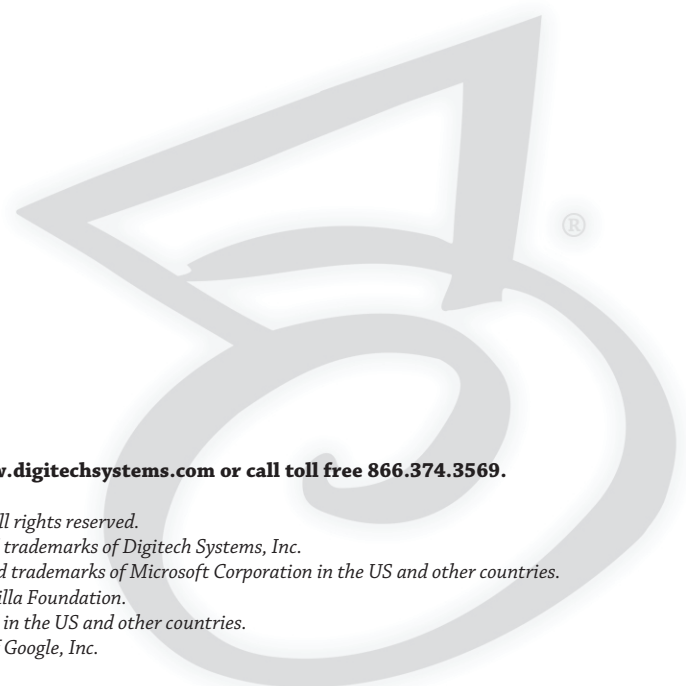 ®
w.digitechsystems.com or call toll free 866.374.3569.
ll rights reserved.
trademarks of Digitech Systems, Inc.
d trademarks of Microsoft Corporation in the US and other countries.
illa Foundation.
in the US and other countries.
f Google, Inc.